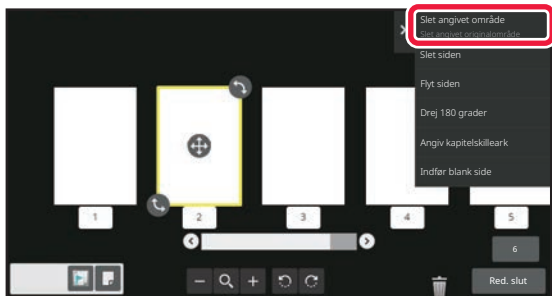 Slet angivet område
Slet angivet originalområde
Slet siden
Flyt siden
Drej 180 grader
Angiv kapitelskilleark
Indfør blank side
1
2
3
4
5
6
Red. slut